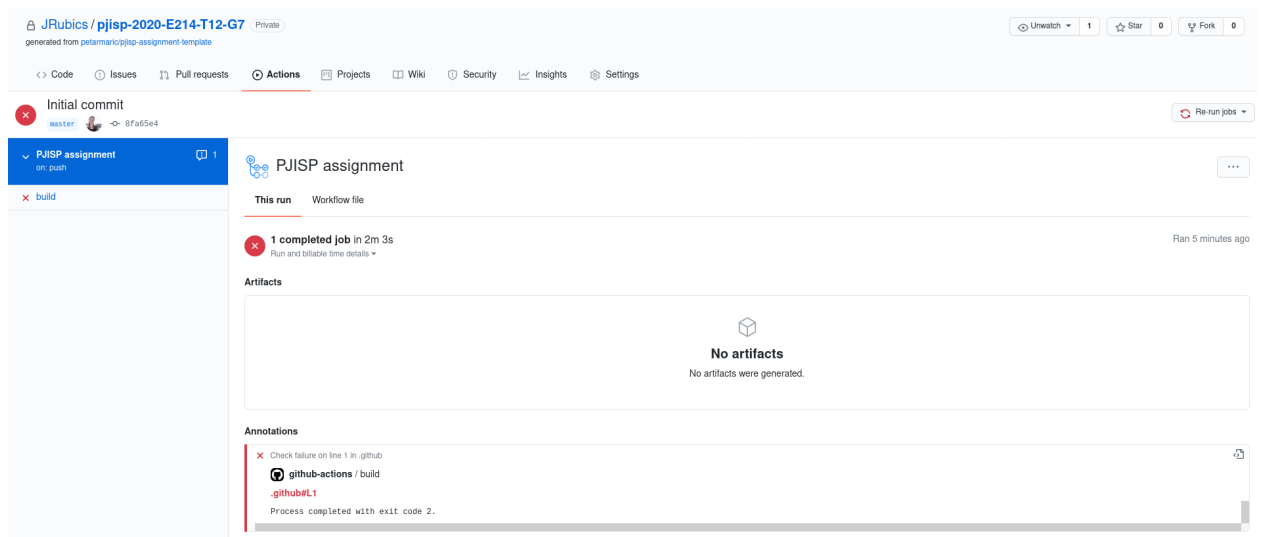 JRubics / pjisp-2020-E214-T12-G7 Private
Unwatch 1 Star 0 Fork 0
generated from petarmaric/pjisp-assignment-template
Code Issues Pull requests Actions Projects Wiki Security Insights Settings
Initial commit
master 8fa65e4
Re-run jobs
PJISP assignment 1
on: push
build
PJISP assignment
This run Workflow file
1 completed job in 2m 3s
Ran 5 minutes ago
Run and billable time details
Artifacts
No artifacts
No artifacts were generated.
Annotations
Check failure on line 1 in .github
github-actions / build
.github#L1
Process completed with exit code 2.